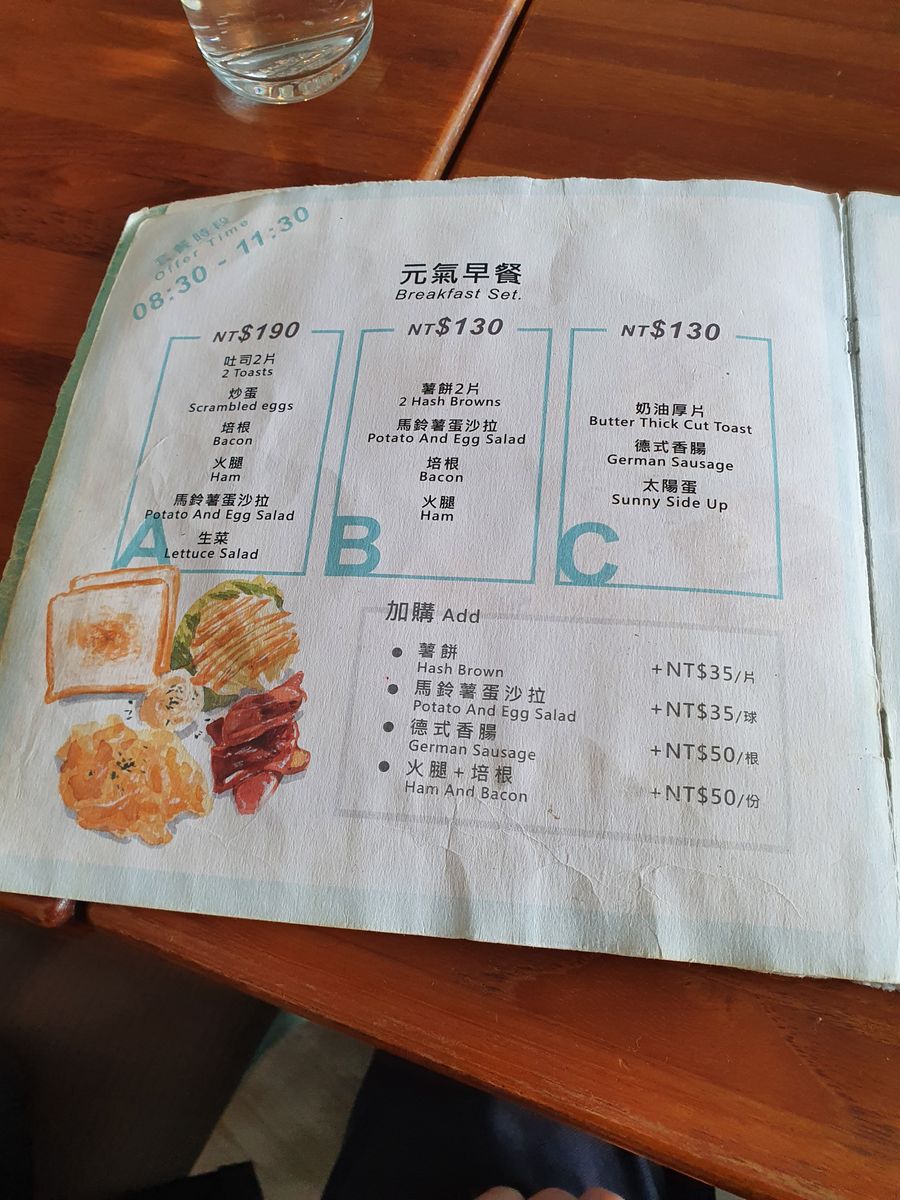 套餐時段
Offer Time
08:30 - 11:30
元氣早餐
Breakfast Set.
NT$190
吐司2片
2 Toasts
炒蛋
Scrambled eggs
培根
Bacon
火腿
Ham
馬鈴薯蛋沙拉
Potato And Egg Salad
生菜
Lettuce Salad
A
NT$130
薯餅2片
2 Hash Browns
馬鈴薯蛋沙拉
Potato And Egg Salad
培根
Bacon
火腿
Ham
B
NT$130
奶油厚片
Butter Thick Cut Toast
德式香腸
German Sausage
太陽蛋
Sunny Side Up
C
加購 Add
● 薯餅
Hash Brown +NT$35/片
● 馬鈴薯蛋沙拉
Potato And Egg Salad +NT$35/球
● 德式香腸
German Sausage +NT$50/根
● 火腿+培根
Ham And Bacon +NT$50/份